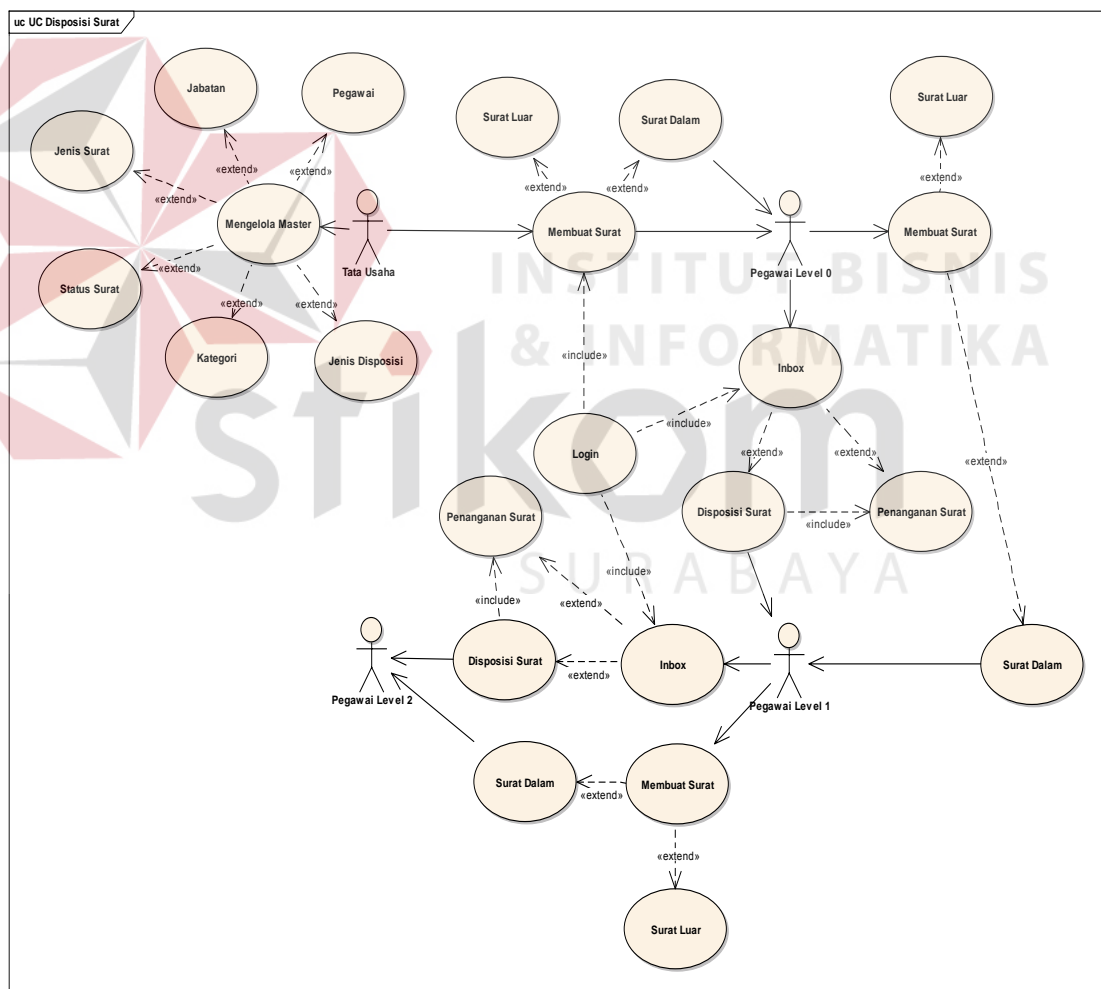 uc UC Disposisi Surat
Jabatan
Pegawai
Surat Luar
Surat Dalam
Surat Luar
Jenis Surat
«extend»
«extend»
«extend»
«extend»
«extend»
«extend»
Mengelola Master
Tata Usaha
Membuat Surat
Pegawai Level 0
Membuat Surat
INSTITUT BISNIS
& INFORMATIKA
stikom
SURABAYA
Status Surat
«extend»
«extend»
«extend»
Kategori
Jenis Disposisi
«include»
Inbox
«include»
Login
«extend»
«extend»
«extend»
Penanganan Surat
Disposisi Surat
«include»
Penanganan Surat
«include»
«include»
«extend»
Pegawai Level 2
Disposisi Surat
«extend»
Inbox
Pegawai Level 1
Surat Dalam
Surat Dalam
«extend»
Membuat Surat
«extend»
Surat Luar